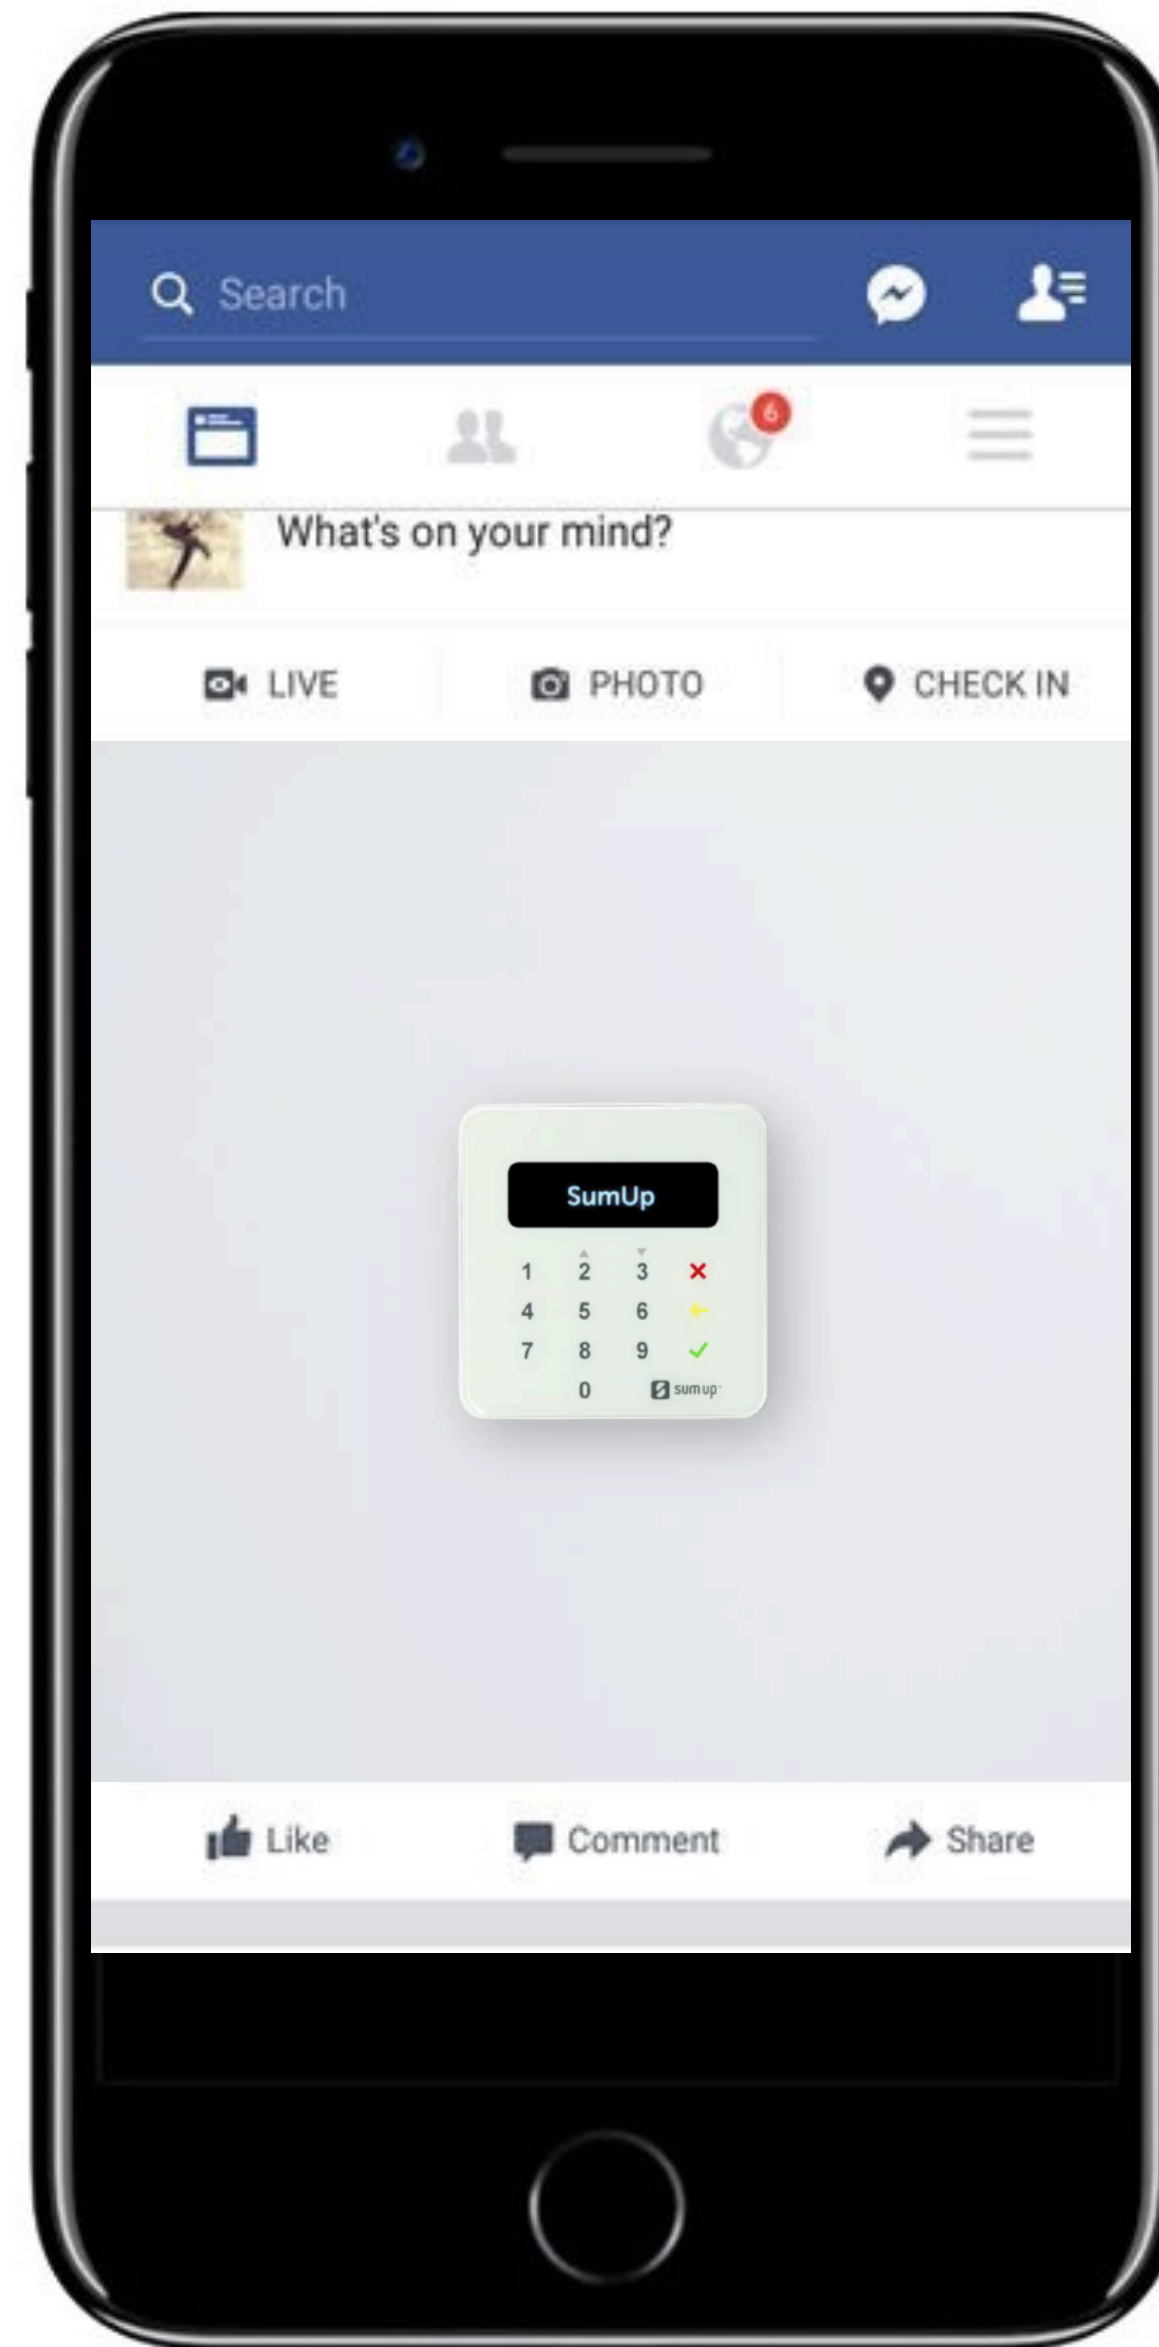 Search
6
What's on your mind?
LIVE PHOTO CHECK IN
SumUp
1 2 3
4 5 6
7 8 9
0 sumup
Like Comment Share